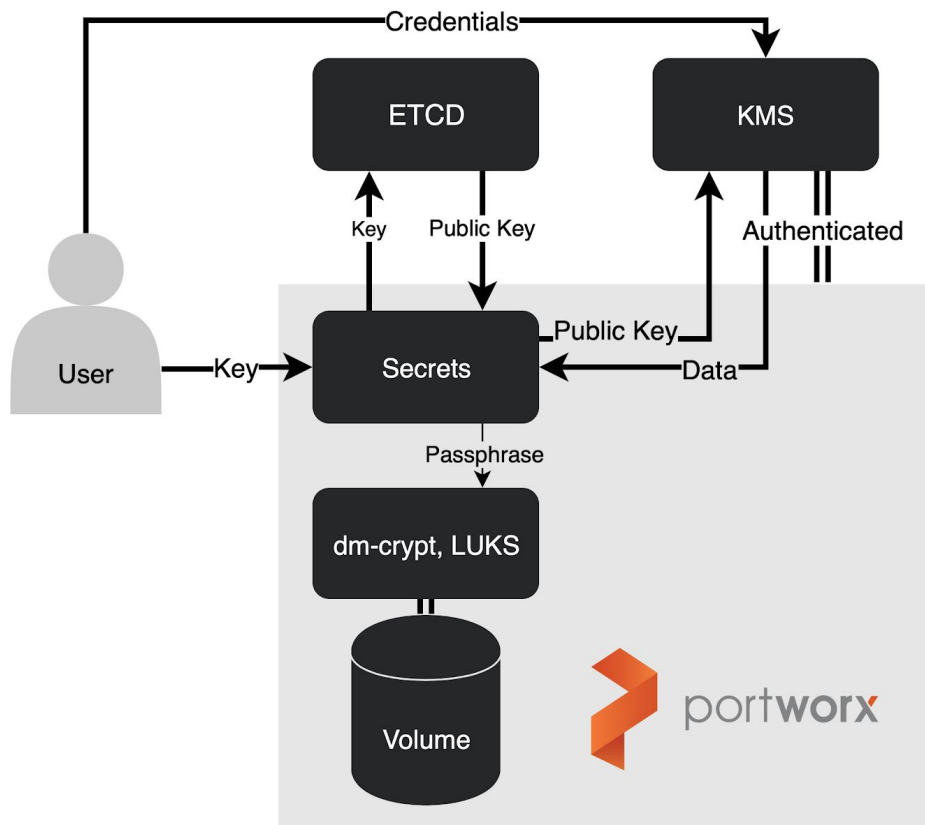 Credentials
ETCD
KMS
Key
Public Key
Authenticated
User
Key
Secrets
Public Key
Data
Passphrase
dm-crypt, LUKS
Volume
portworx